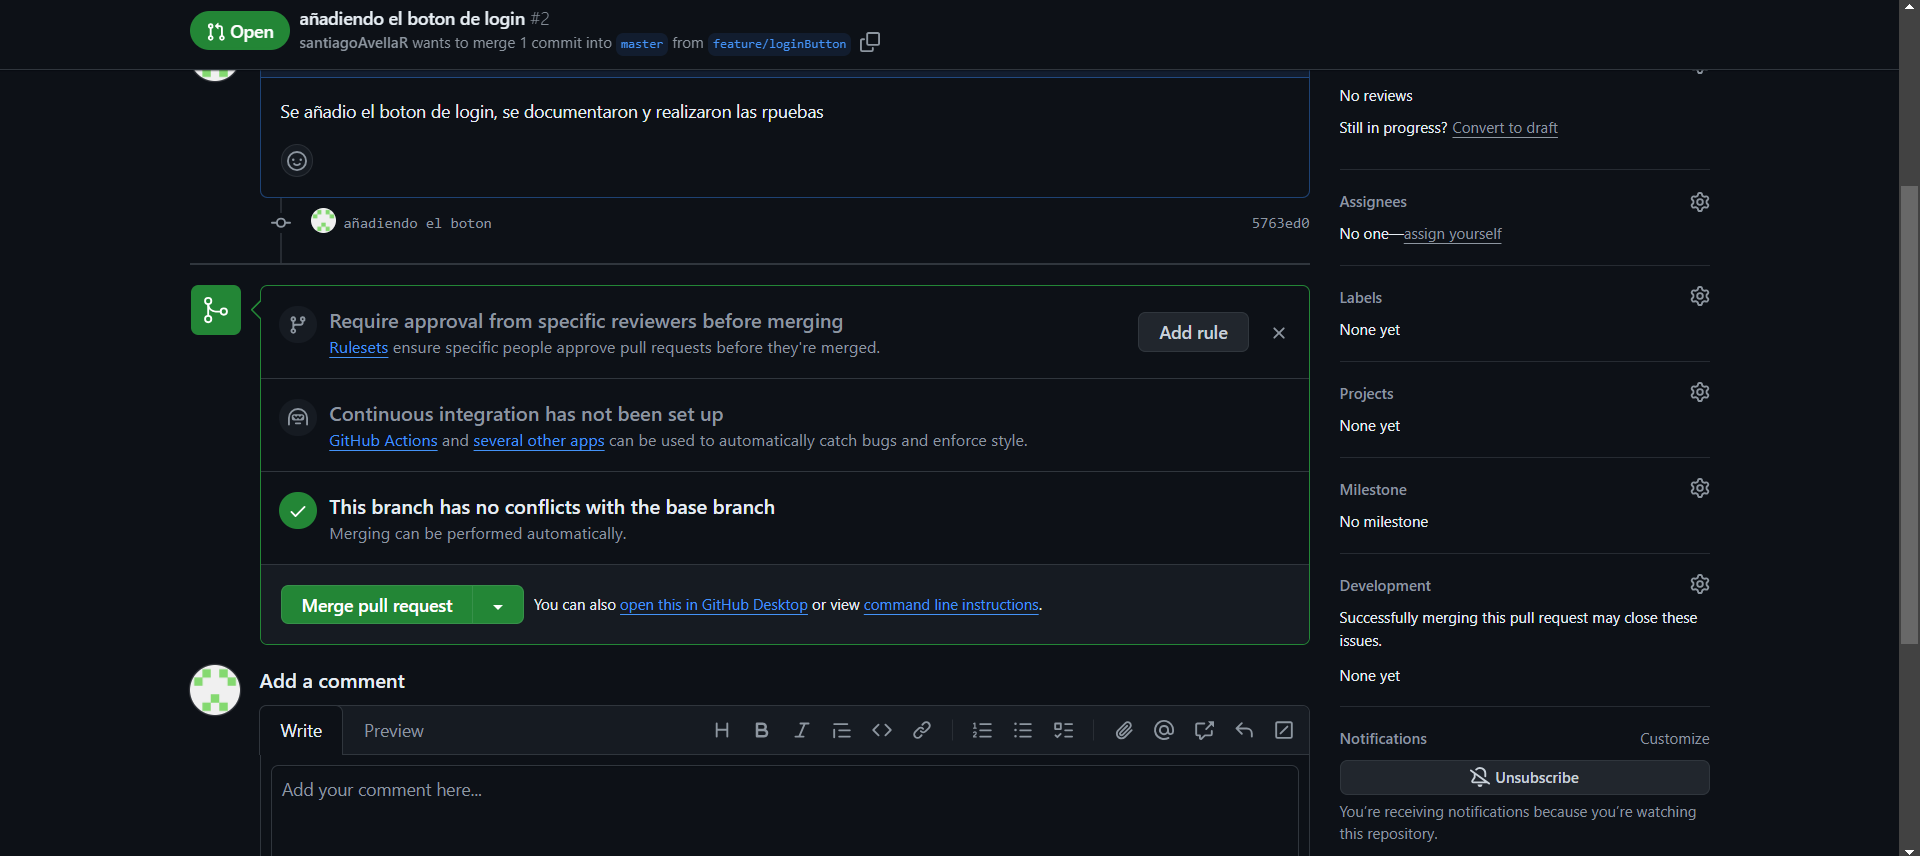 Open
añadiendo el boton de login #2
santiagoAvellaR wants to merge 1 commit into master from feature/loginButton
Se añadio el boton de login, se documentaron y realizaron las rpuebas
añadiendo el boton 5763ed0
Require approval from specific reviewers before merging
Rulesets ensure specific people approve pull requests before they're merged.
Add rule
Continuous integration has not been set up
GitHub Actions and several other apps can be used to automatically catch bugs and enforce style.
This branch has no conflicts with the base branch
Merging can be performed automatically.
Merge pull request
You can also open this in GitHub Desktop or view command line instructions.
Add a comment
Write Preview
Add your comment here...
No reviews
Still in progress? Convert to draft
Assignees
No one—assign yourself
Labels
None yet
Projects
None yet
Milestone
No milestone
Development
Successfully merging this pull request may close these
issues.
None yet
Notifications Customize
Unsubscribe
You're receiving notifications because you're watching
this repository.